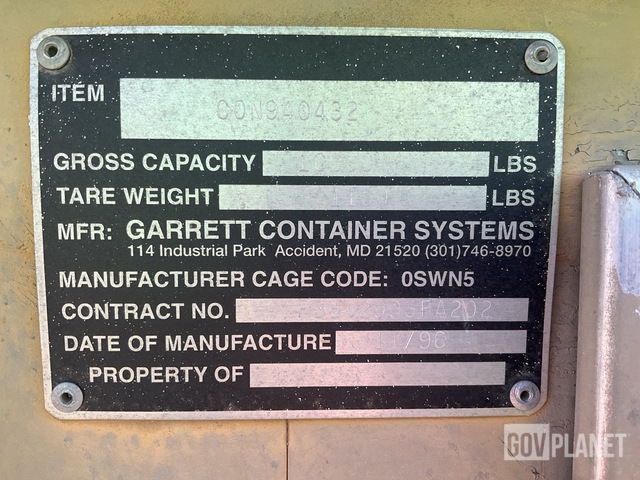 ITEM
GROSS CAPACITY LBS
TARE WEIGHT LBS
MFR: GARRETT CONTAINER SYSTEMS
114 Industrial Park Accident, MD 21520 (301)746-8970
MANUFACTURER CAGE CODE: 0SWN5
CONTRACT NO.
DATE OF MANUFACTURE
PROPERTY OF
GOVPLANET